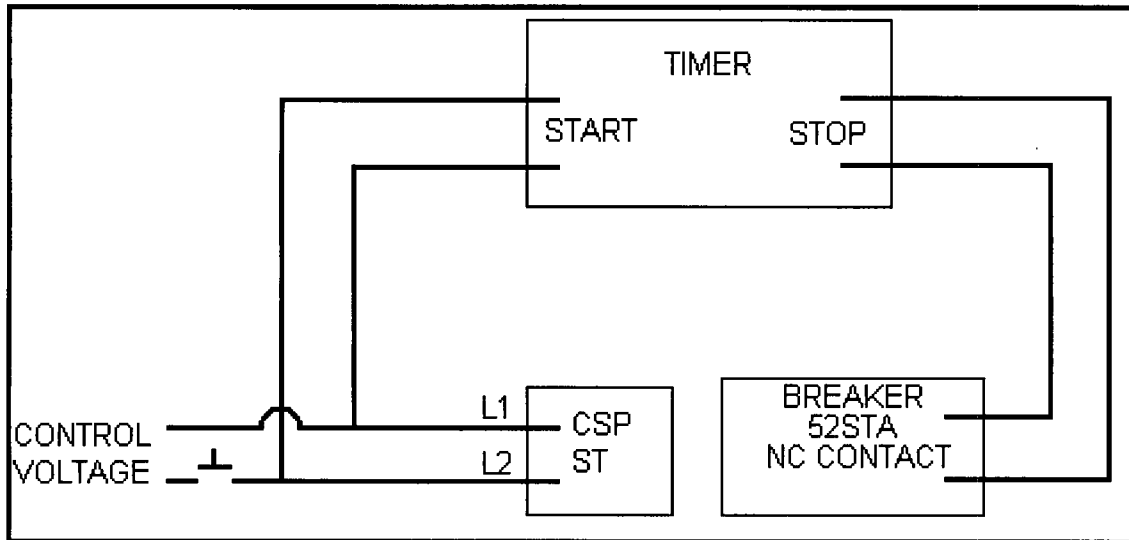 TIMER
START
STOP
L1
CSP
L2
ST
CONTROL
VOLTAGE
BREAKER
52STA
NC CONTACT